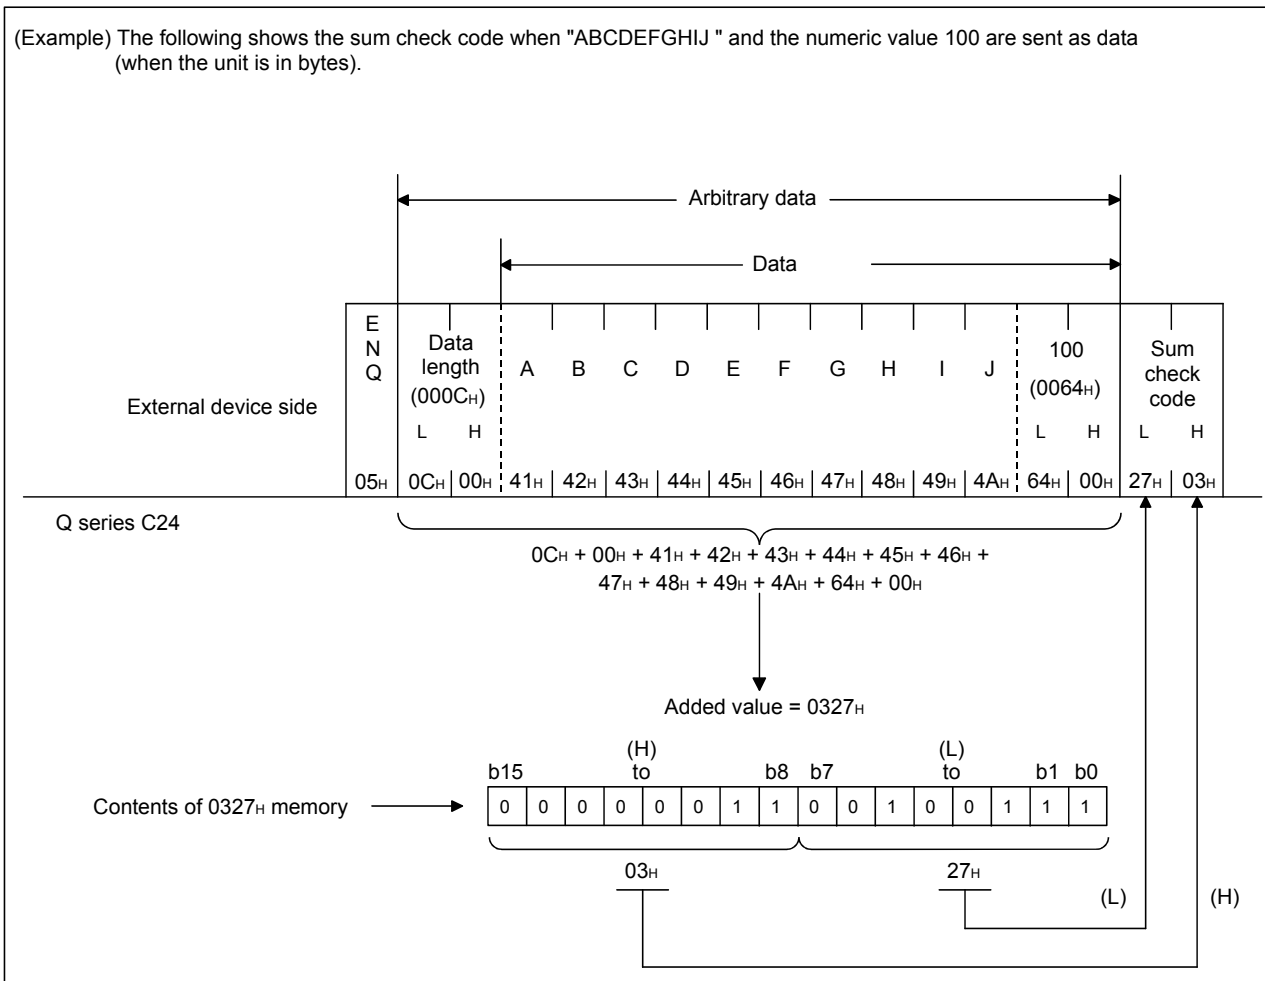 (Example) The following shows the sum check code when "ABCDEFGHIJ " and the numeric value 100 are sent as data
(when the unit is in bytes).
Arbitrary data
Data
External device side
E
N
Q
Data
length
(000CH)
L H
A B C D E F G H I J
100
(0064H)
L H
Sum
check
code
L H
05H 0CH 00H 41H 42H 43H 44H 45H 46H 47H 48H 49H 4AH 64H 00H 27H 03H
Q series C24
0CH + 00H + 41H + 42H + 43H + 44H + 45H + 46H +
47H + 48H + 49H + 4AH + 64H + 00H
Added value = 0327H
(H) (L)
b15 to b8 b7 to b1 b0
Contents of 0327H memory
0 0 0 0 0 0 1 1 0 0 1 0 0 1 1 1
03H 27H
(L) (H)